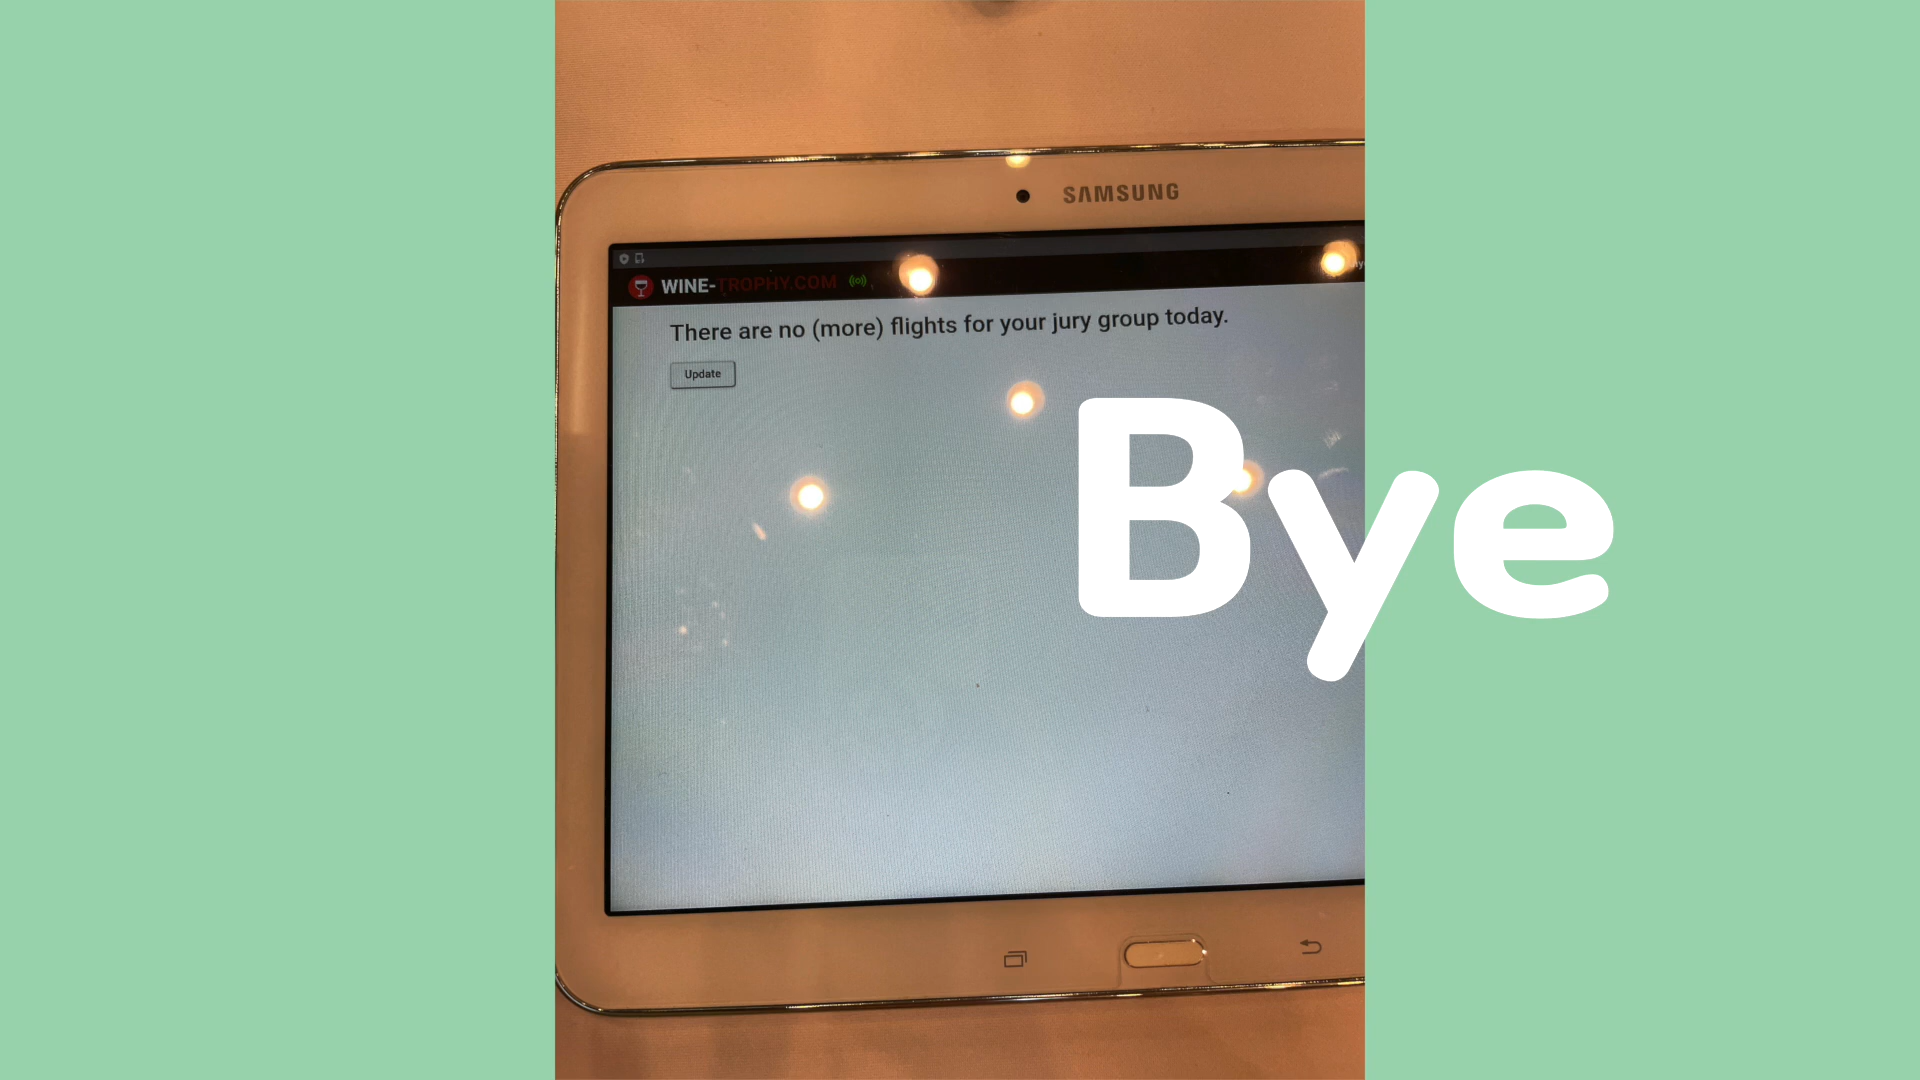 SAMSUNG
WINE-TROPHY.COM
There are no (more) flights for your jury group today.
Update
Bye